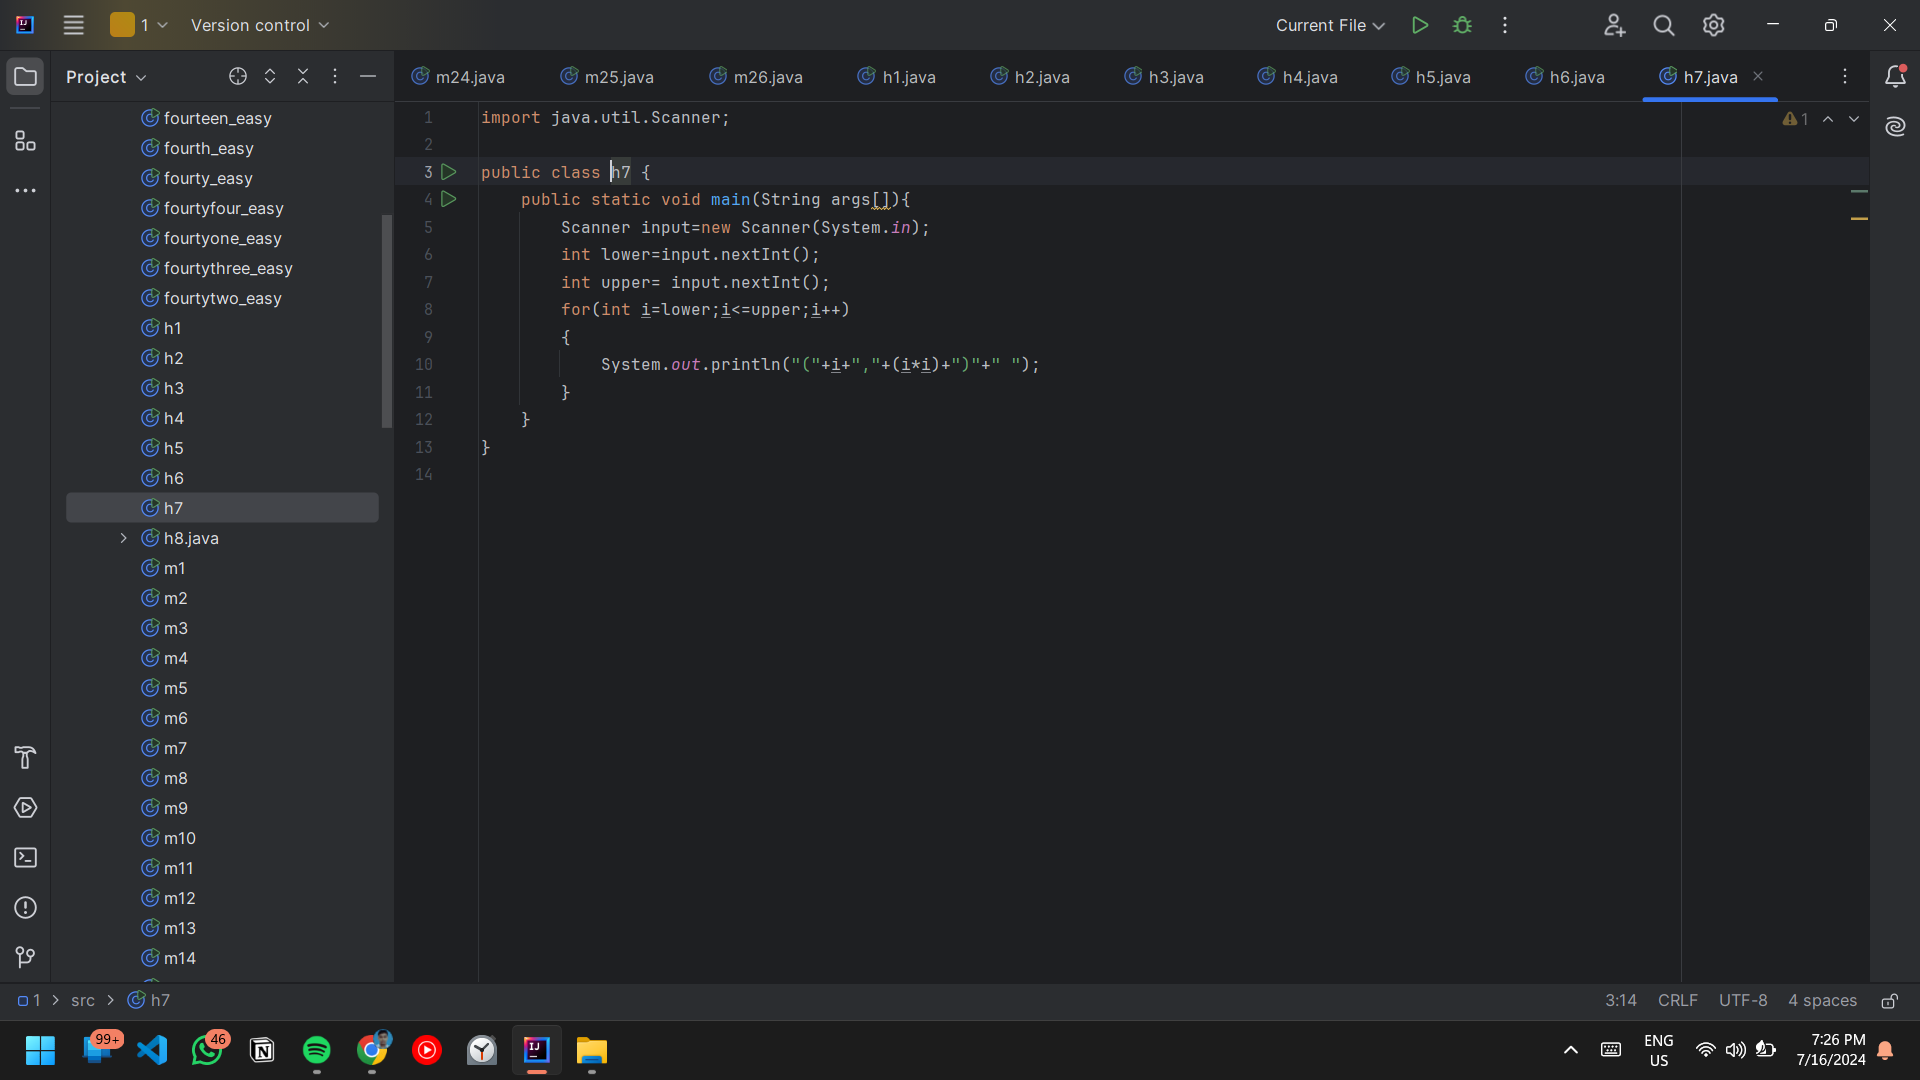 1 Version control Current File
Project
m24.java m25.java m26.java h1.java h2.java h3.java h4.java h5.java h6.java h7.java
fourteen_easy
fourth_easy
fourty_easy
fourtyfour_easy
fourtyone_easy
fourtythree_easy
fourtytwo_easy
h1
h2
h3
h4
h5
h6
h7
h8.java
m1
m2
m3
m4
m5
m6
m7
m8
m9
m10
m11
m12
m13
m14
1 import java.util.Scanner;
2
3 public class h7 {
4 public static void main(String args[]){
5 Scanner input=new Scanner(System.in);
6 int lower=input.nextInt();
7 int upper= input.nextInt();
8 for(int i=lower;i<=upper;i++)
9 {
10 System.out.println("("+i+","+(i*i)+")"+" ");
11 }
12 }
13 }
14
1
1 > src > h7 3:14 CRLF UTF-8 4 spaces
99+ 46 ENG US 7:26 PM 7/16/2024